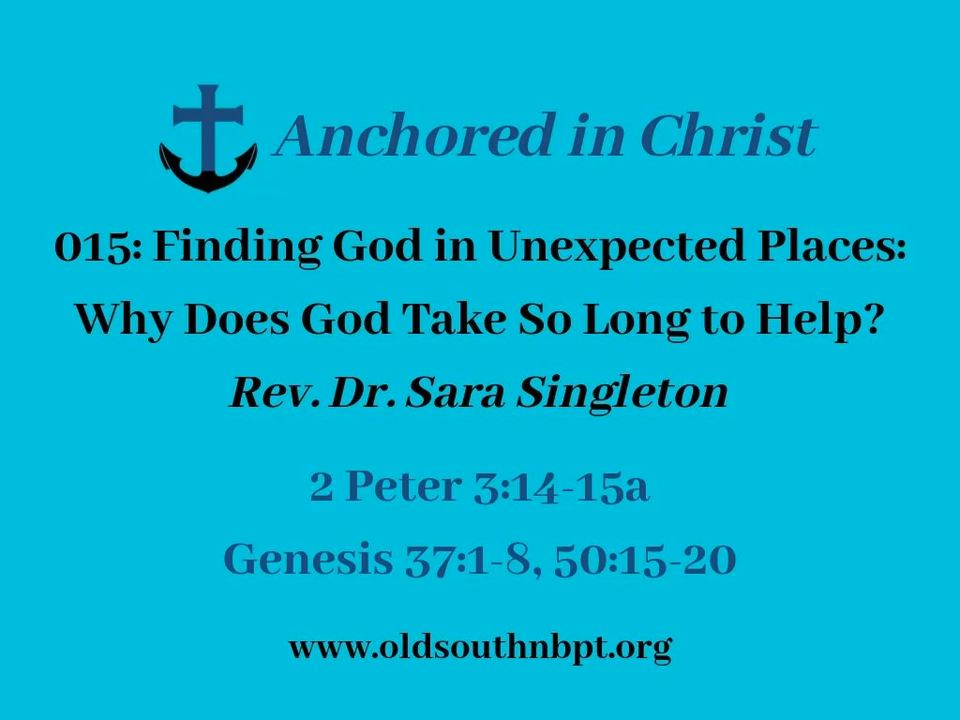 Anchored in Christ
015: Finding God in Unexpected Places:
Why Does God Take So Long to Help?
Rev. Dr. Sara Singleton
2 Peter 3:14-15a
Genesis 37:1-8, 50:15-20
www.oldsouthnbpt.org